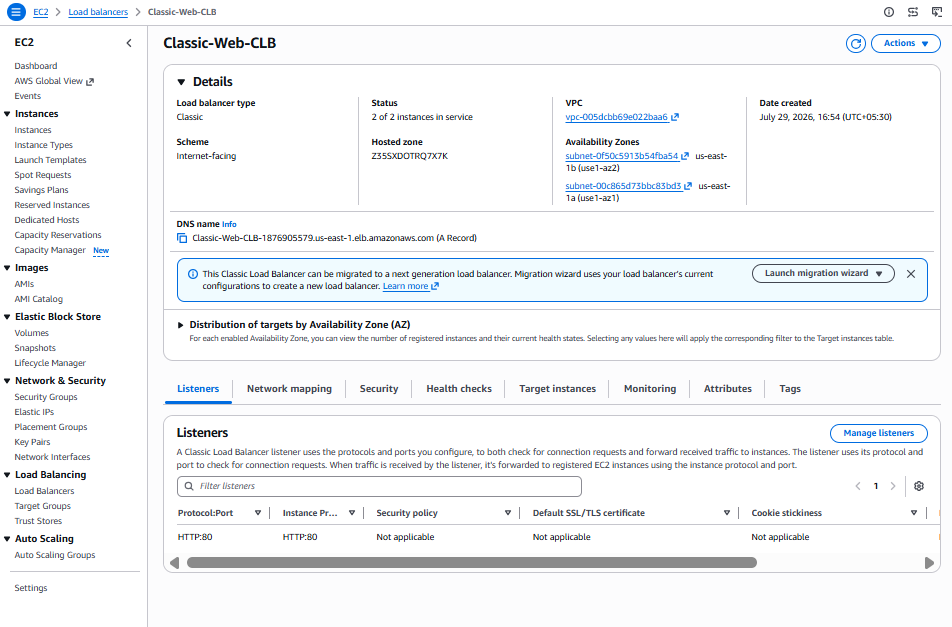 EC2 > Load balancers > Classic-Web-CLB
EC2
Dashboard
AWS Global View
Events
Instances
Instances
Instance Types
Launch Templates
Spot Requests
Savings Plans
Reserved Instances
Dedicated Hosts
Capacity Reservations
Capacity Manager New
Images
AMIs
AMI Catalog
Elastic Block Store
Volumes
Snapshots
Lifecycle Manager
Network & Security
Security Groups
Elastic IPs
Placement Groups
Key Pairs
Network Interfaces
Load Balancing
Load Balancers
Target Groups
Trust Stores
Auto Scaling
Auto Scaling Groups
Settings
Classic-Web-CLB
Actions
Details
Load balancer type
Classic
Scheme
Internet-facing
Status
2 of 2 instances in service
Hosted zone
Z35SXDOTRQ7X7K
VPC
vpc-005dcbb69e022baa6
Availability Zones
subnet-0f50c5913b54fba54 us-east-
1b (use1-az2)
subnet-00c865d73bbc83bd3 us-east-
1a (use1-az1)
Date created
July 29, 2026, 16:54 (UTC+05:30)
DNS name Info
Classic-Web-CLB-1876905579.us-east-1.elb.amazonaws.com (A Record)
This Classic Load Balancer can be migrated to a next generation load balancer. Migration wizard uses your load balancer's current
configurations to create a new load balancer. Learn more
Launch migration wizard
Distribution of targets by Availability Zone (AZ)
For each enabled Availability Zone, you can view the number of registered instances and their current health states. Selecting any values here will apply the corresponding filter to the Target instances table.
Listeners Network mapping Security Health checks Target instances Monitoring Attributes Tags
Listeners
Manage listeners
A Classic Load Balancer listener uses the protocols and ports you configure, to both check for connection requests and forward received traffic to instances. The listener uses its protocol and
port to check for connection requests. When traffic is received by the listener, it's forwarded to registered EC2 instances using the instance protocol and port.
Filter listeners
1
Protocol:Port Instance Pr... Security policy Default SSL/TLS certificate Cookie stickiness
HTTP:80 HTTP:80 Not applicable Not applicable Not applicable